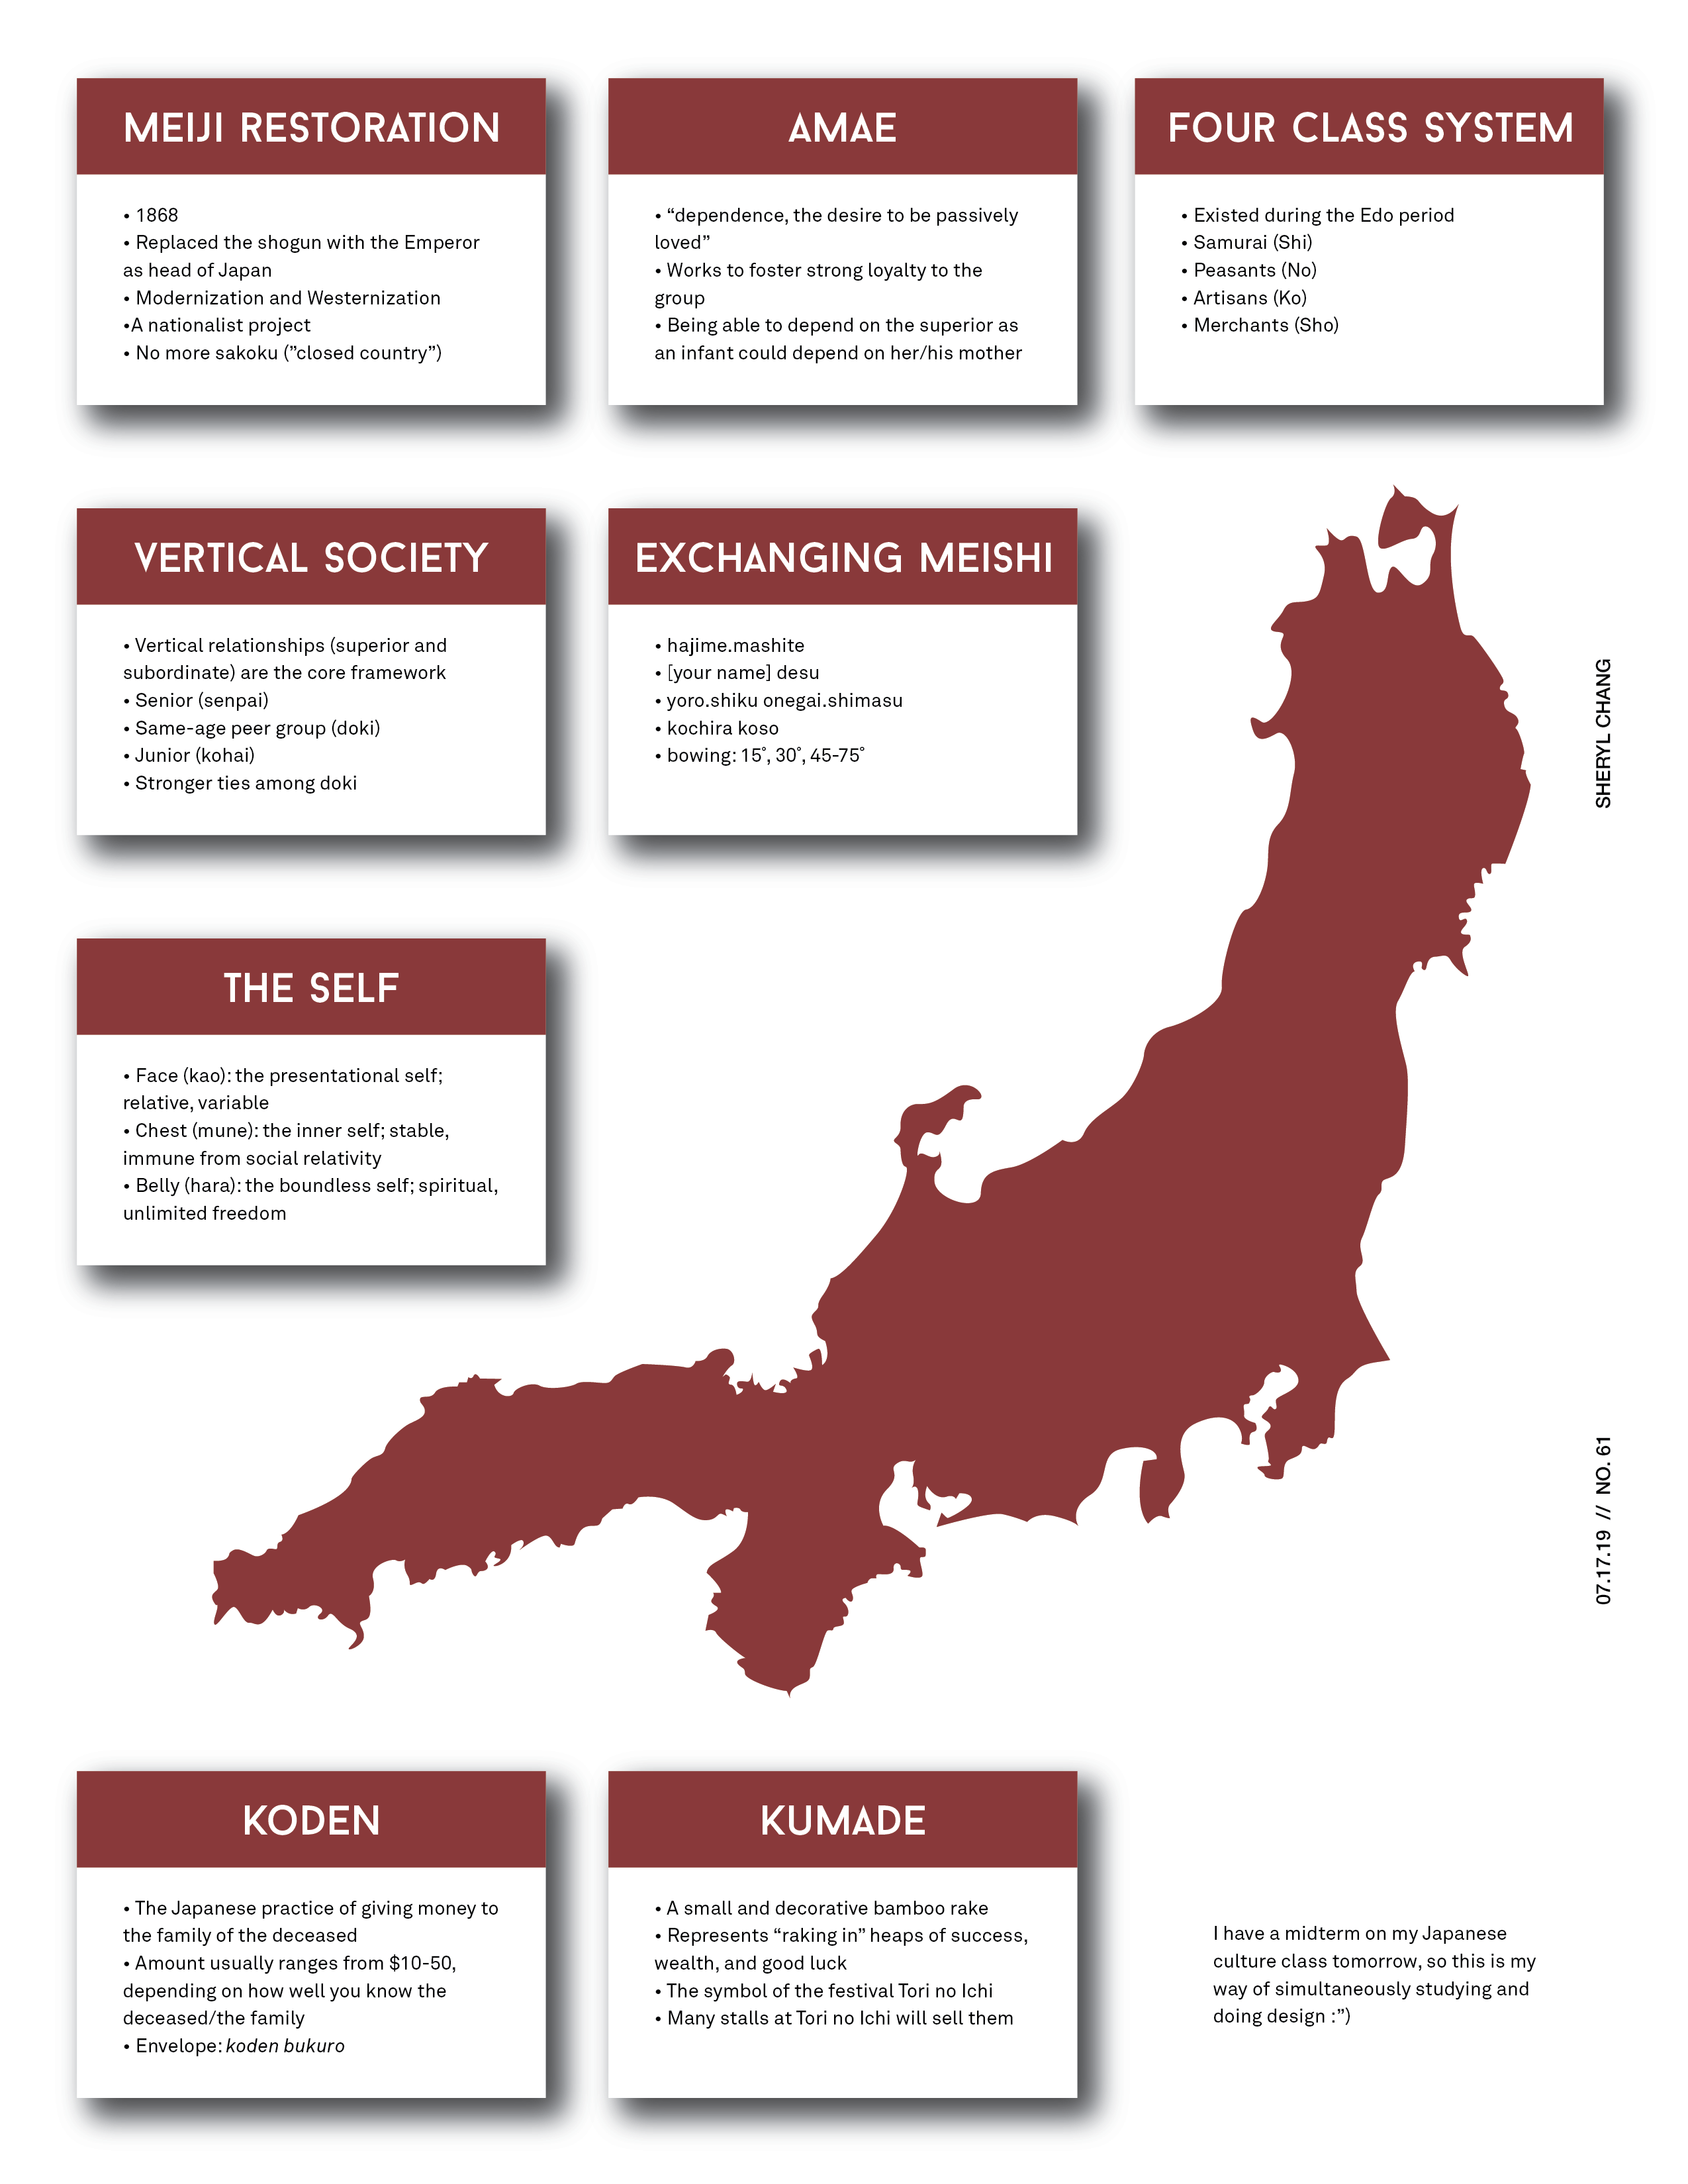 MEIJI RESTORATION
• 1868
• Replaced the shogun with the Emperor
as head of Japan
• Modernization and Westernization
•A nationalist project
• No more sakoku (”closed country”)
AMAE
• “dependence, the desire to be passively
loved”
• Works to foster strong loyalty to the
group
• Being able to depend on the superior as
an infant could depend on her/his mother
FOUR CLASS SYSTEM
• Existed during the Edo period
• Samurai (Shi)
• Peasants (No)
• Artisans (Ko)
• Merchants (Sho)
VERTICAL SOCIETY
• Vertical relationships (superior and
subordinate) are the core framework
• Senior (senpai)
• Same-age peer group (doki)
• Junior (kohai)
• Stronger ties among doki
EXCHANGING MEISHI
• hajime.mashite
• [your name] desu
• yoro.shiku onegai.shimasu
• kochira koso
• bowing: 15°, 30°, 45-75°
SHERYL CHANG
THE SELF
• Face (kao): the presentational self;
relative, variable
• Chest (mune): the inner self; stable,
immune from social relativity
• Belly (hara): the boundless self; spiritual,
unlimited freedom
07.17.19 // NO. 61
KODEN
• The Japanese practice of giving money to
the family of the deceased
• Amount usually ranges from $10-50,
depending on how well you know the
deceased/the family
• Envelope: koden bukuro
KUMADE
• A small and decorative bamboo rake
• Represents “raking in” heaps of success,
wealth, and good luck
• The symbol of the festival Tori no Ichi
• Many stalls at Tori no Ichi will sell them
I have a midterm on my Japanese
culture class tomorrow, so this is my
way of simultaneously studying and
doing design :”)